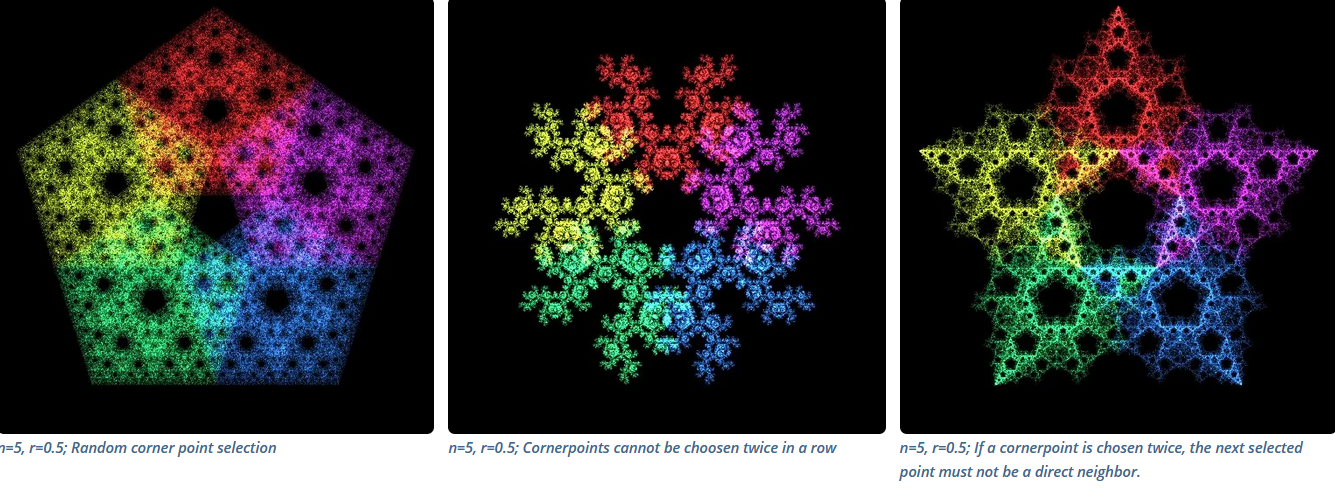 n=5, r=0.5; Random corner point selection
n=5, r=0.5; Cornerpoints cannot be choosen twice in a row
n=5, r=0.5; If a cornerpoint is chosen twice, the next selected
point must not be a direct neighbor.